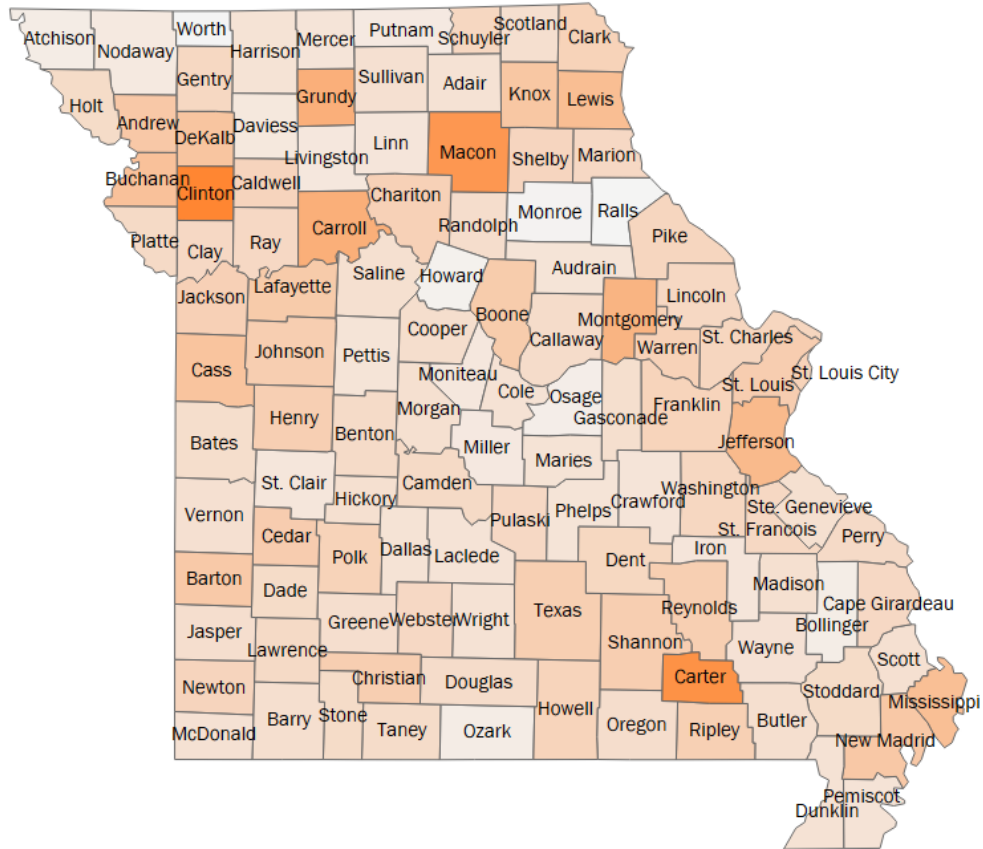 Atchison
Nodaway
Worth
Harrison
Mercer
Putnam
Schuyler
Scotland
Clark
Gentry
Sullivan
Adair
Knox
Lewis
Holt
Andrew
DeKalb
Daviess
Grundy
Livingston
Linn
Macon
Shelby
Marion
Buchanan
Clinton
Caldwell
Carroll
Chariton
Randolph
Monroe
Ralls
Platte
Clay
Ray
Pike
Jackson
Lafayette
Saline
Howard
Audrain
Lincoln
Boone
Callaway
Montgomery
Warren
St. Charles
Cooper
Cass
Johnson
Pettis
Moniteau
Cole
Osage
Gasconade
Franklin
St. Louis
St. Louis City
Henry
Benton
Morgan
Miller
Maries
Jefferson
Bates
St. Clair
Hickory
Camden
Pulaski
Phelps
Crawford
Washington
Ste. Genevieve
St. Francois
Perry
Vernon
Cedar
Polk
Dallas
Laclede
Dent
Iron
Madison
Cape Girardeau
Bollinger
Barton
Dade
Greene
Webster
Wright
Texas
Reynolds
Shannon
Wayne
Scott
Jasper
Lawrence
Christian
Douglas
Howell
Carter
Stoddard
Mississippi
Newton
McDonald
Barry
Stone
Taney
Ozark
Oregon
Ripley
Butler
New Madrid
Pemiscot
Dunklin